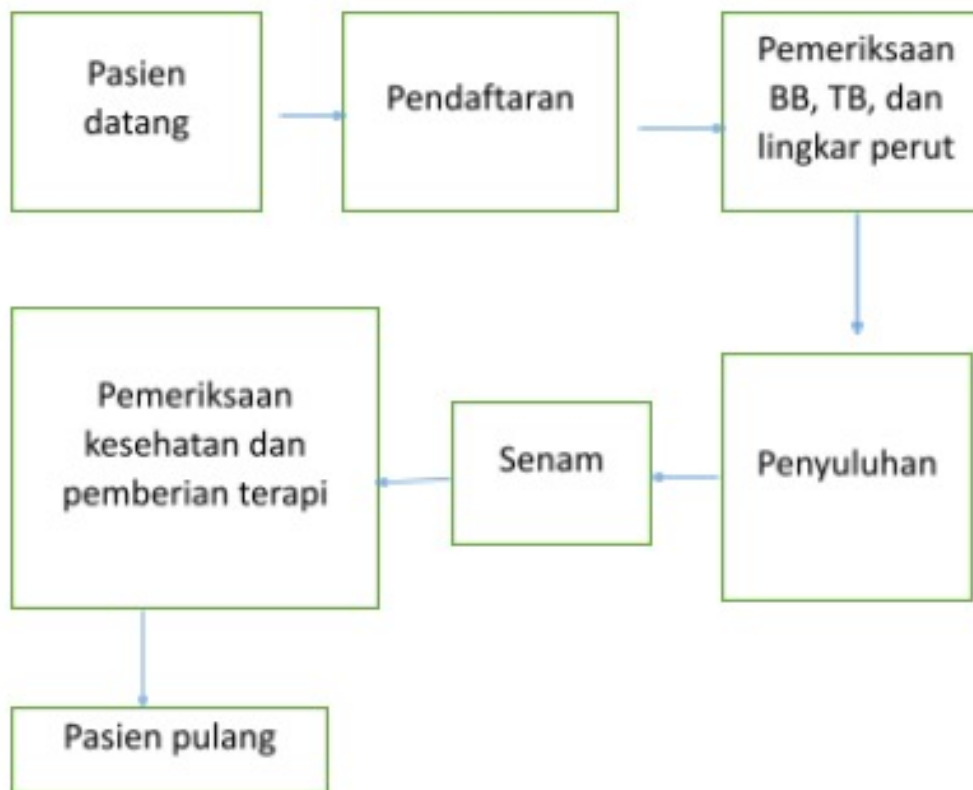 Pasien
datang
Pendaftaran
Pemeriksaan
BB, TB, dan
lingkar perut
Penyuluhan
Senam
Pemeriksaan
kesehatan dan
pemberian terapi
Pasien pulang